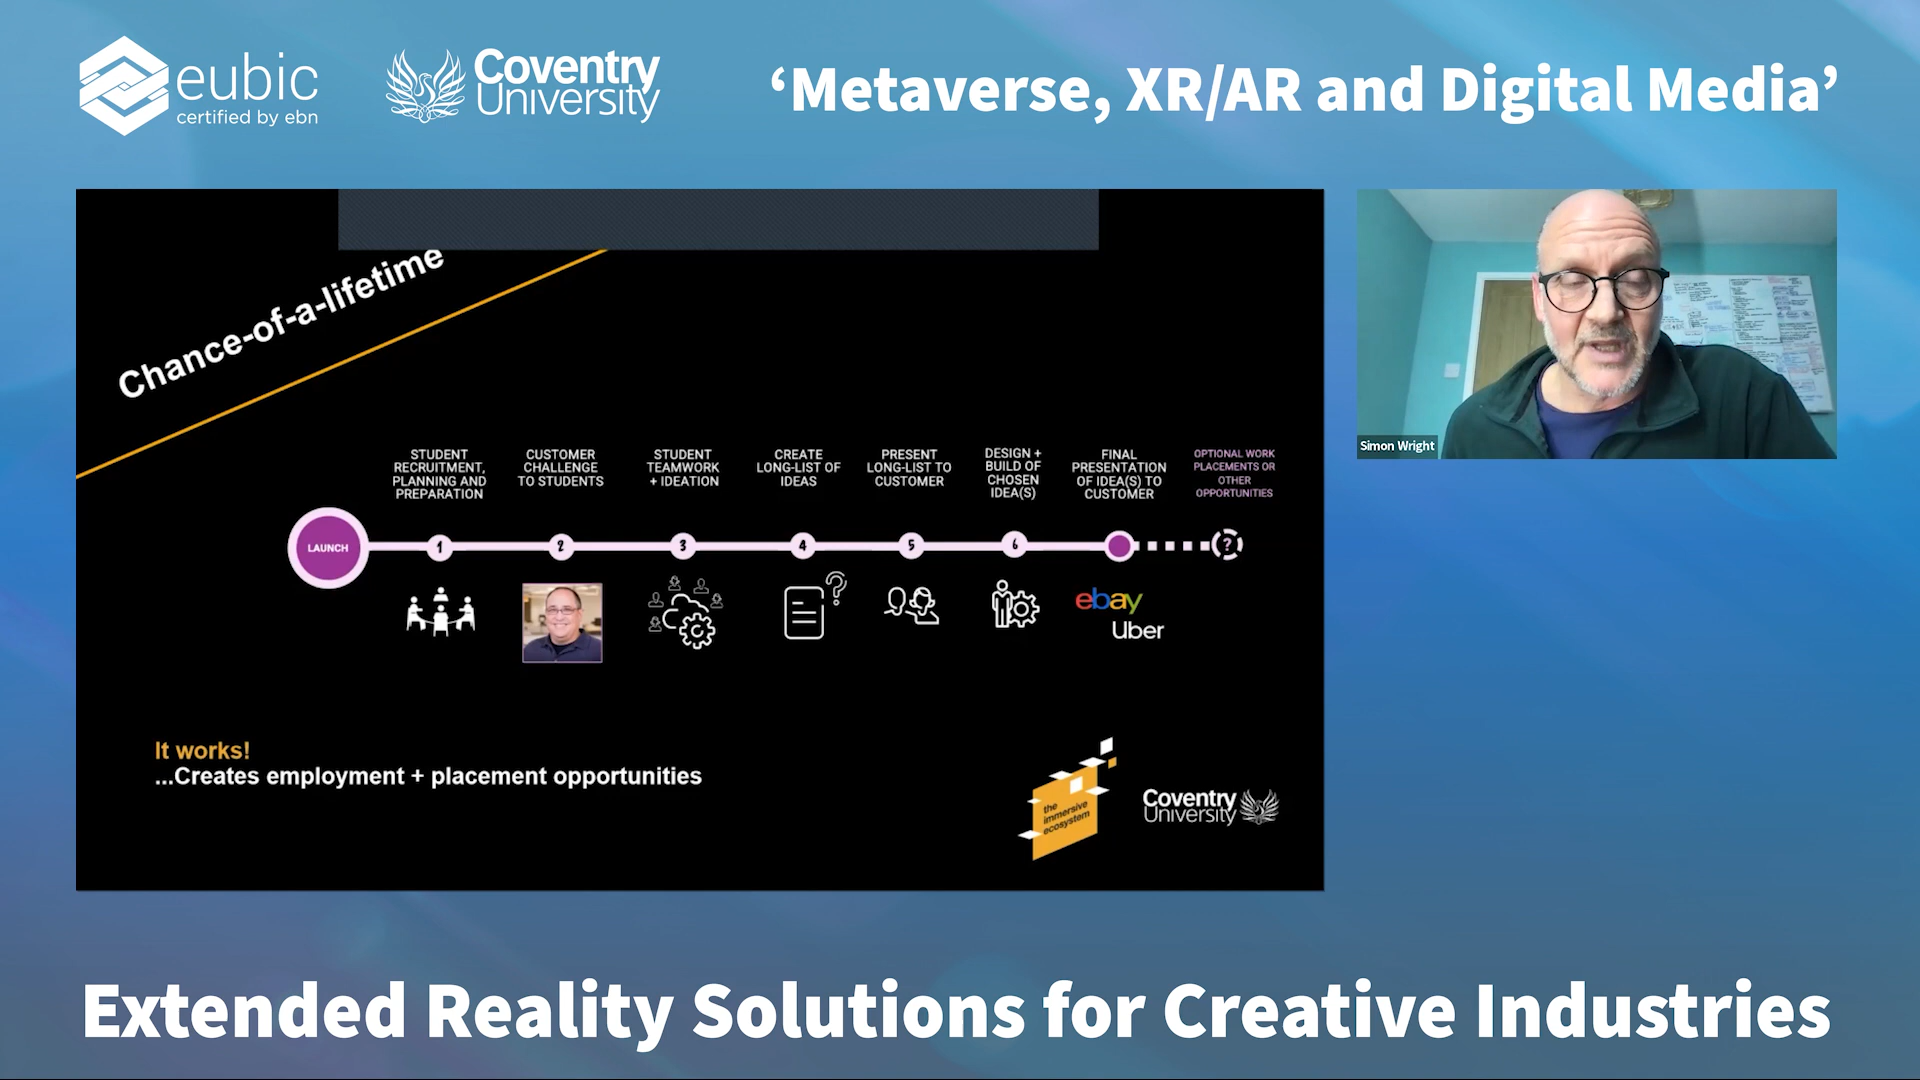 eubic
certified by ebn
Coventry
University
‘Metaverse, XR/AR and Digital Media’
Chance-of-a-lifetime
STUDENT
RECRUITMENT,
PLANNING AND
PREPARATION
CUSTOMER
CHALLENGE
TO STUDENTS
STUDENT
TEAMWORK
+ IDEATION
CREATE
LONG-LIST OF
IDEAS
PRESENT
LONG-LIST TO
CUSTOMER
DESIGN +
BUILD OF
CHOSEN
IDEA(S)
FINAL
PRESENTATION
OF IDEA(S) TO
CUSTOMER
OPTIONAL WORK
PLACEMENTS OR
OTHER
OPPORTUNITIES
LAUNCH
1
2
3
4
5
6
?
?
ebay
Uber
It works!
...Creates employment + placement opportunities
the
immersive
ecosystem
Coventry
University
Simon Wright
Extended Reality Solutions for Creative Industries